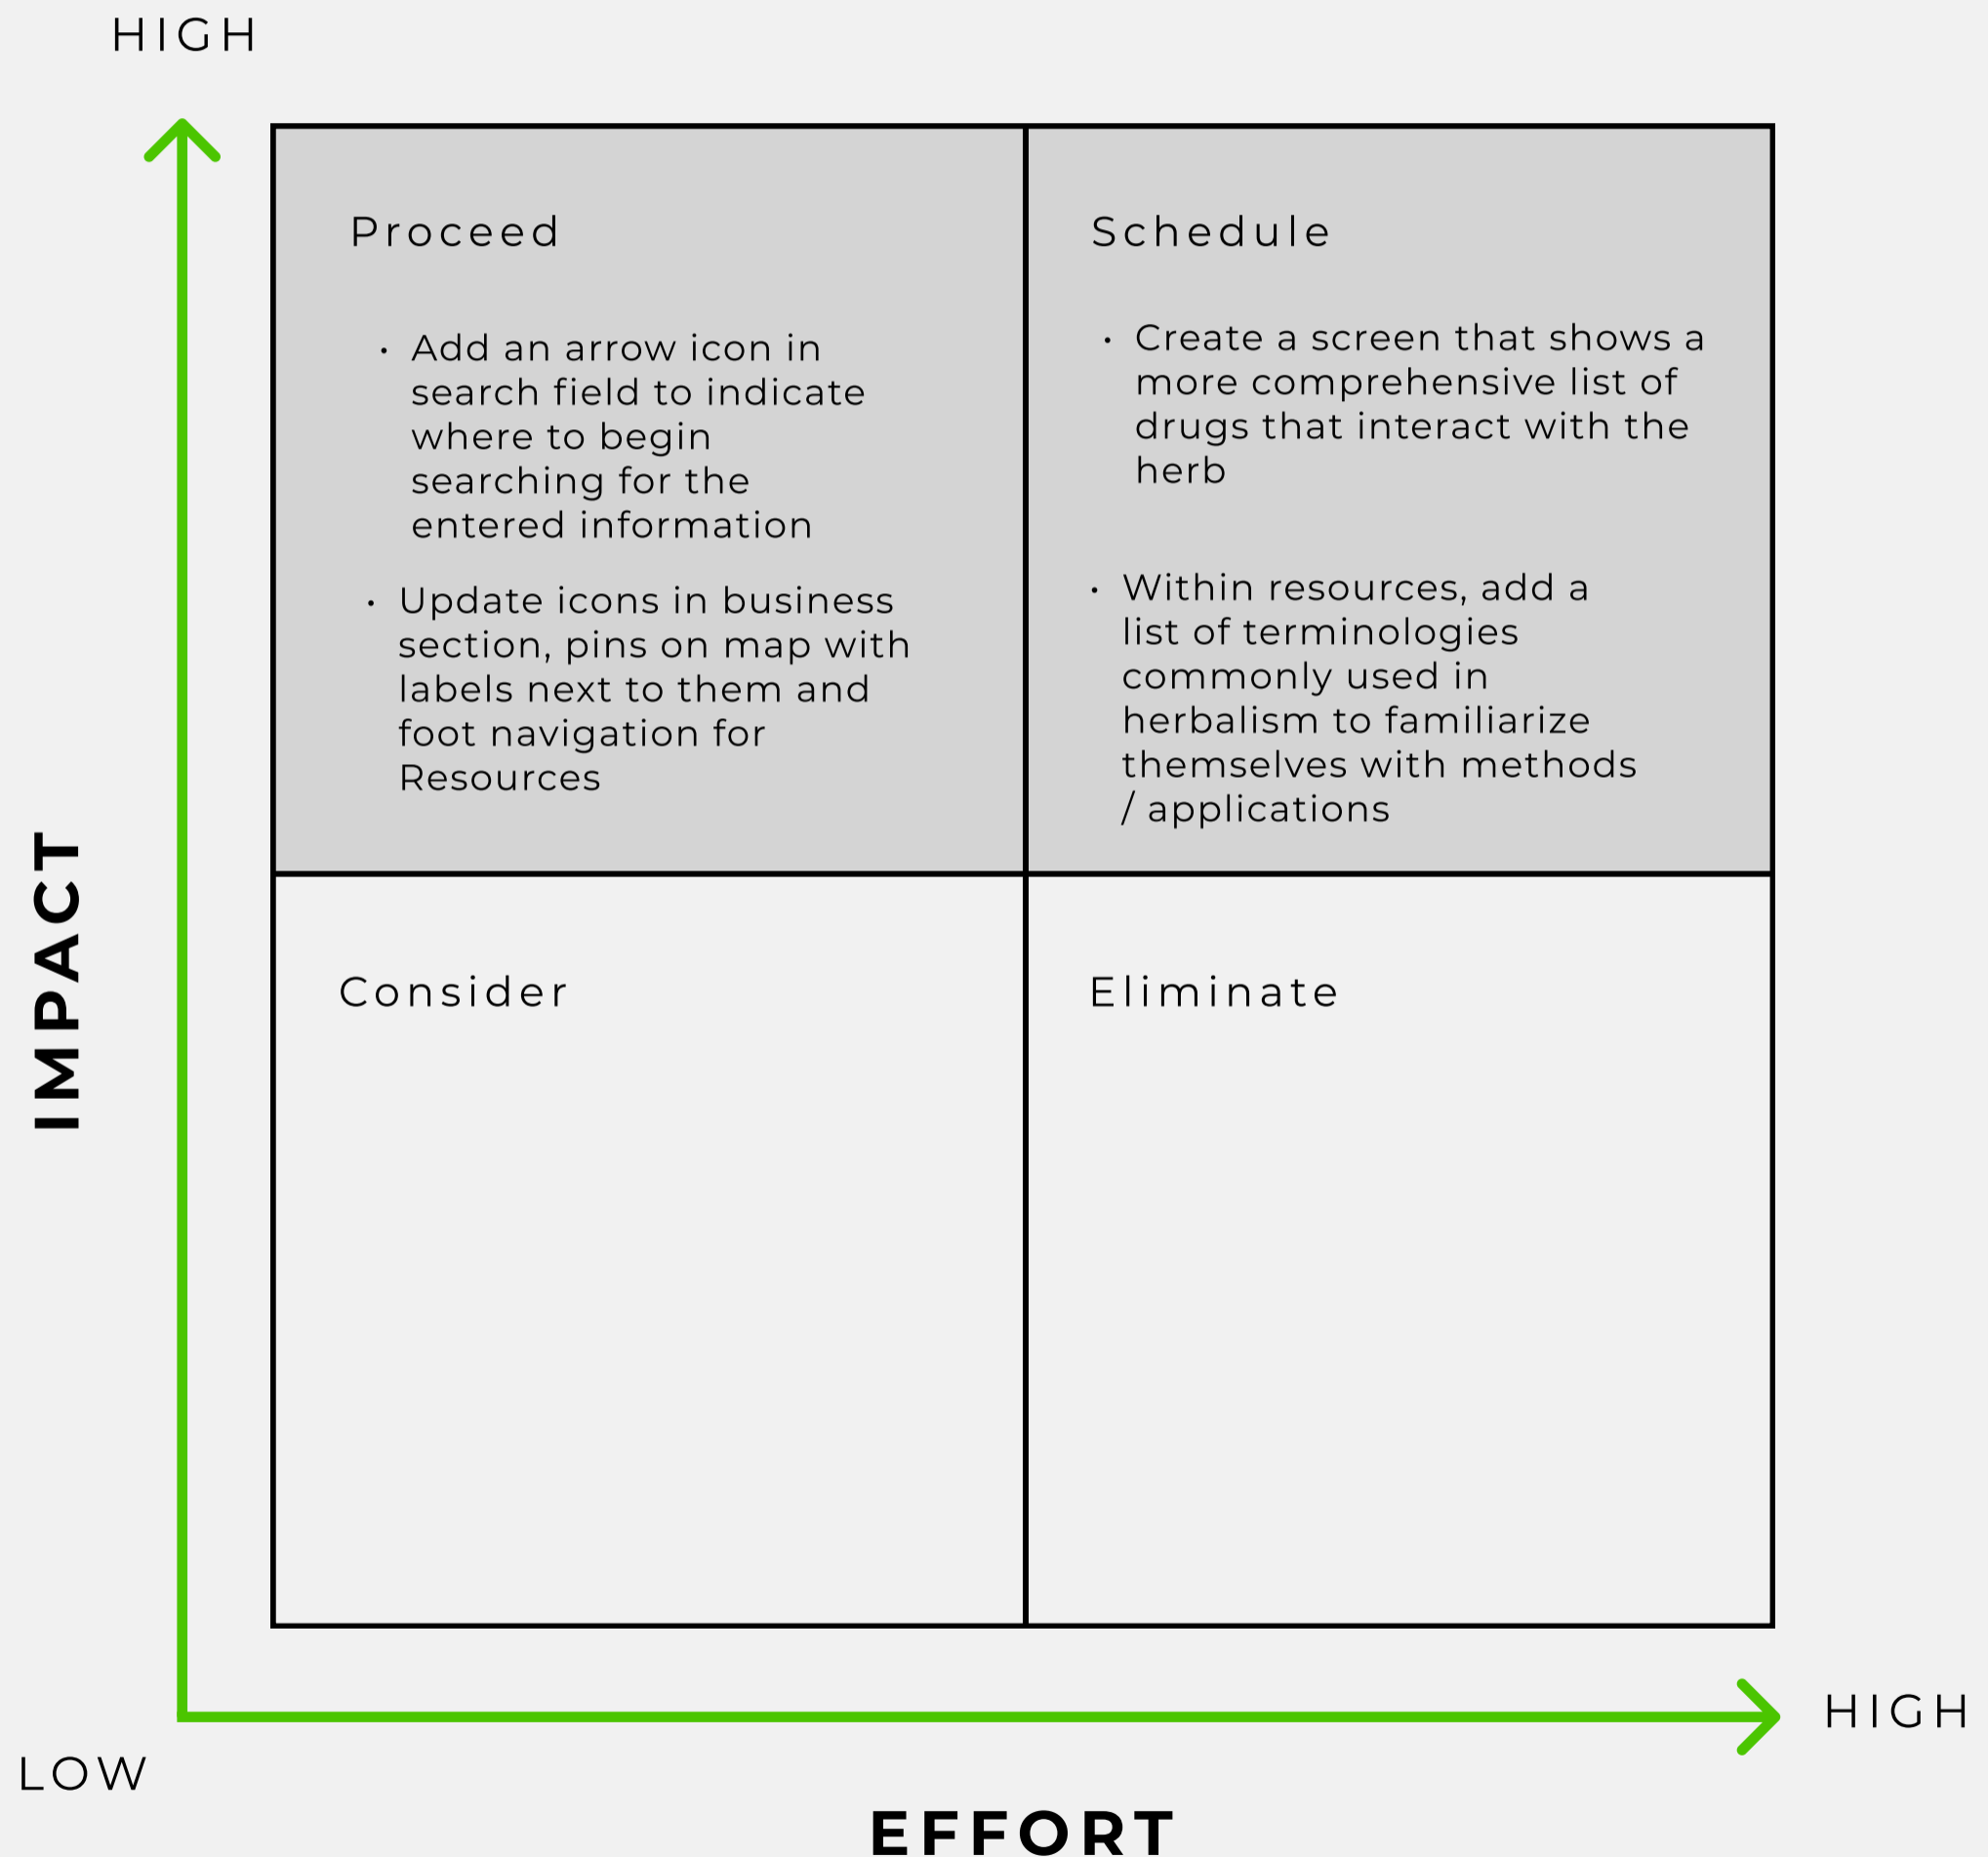 HIGH
Proceed
• Add an arrow icon in
search field to indicate
where to begin
searching for the
entered information
• Update icons in business
section, pins on map with
labels next to them and
foot navigation for
Resources
Schedule
• Create a screen that shows a
more comprehensive list of
drugs that interact with the
herb
• Within resources, add a
list of terminologies
commonly used in
herbalism to familiarize
themselves with methods
/ applications
IMPACT
Consider
Eliminate
HIGH
LOW
EFFORT